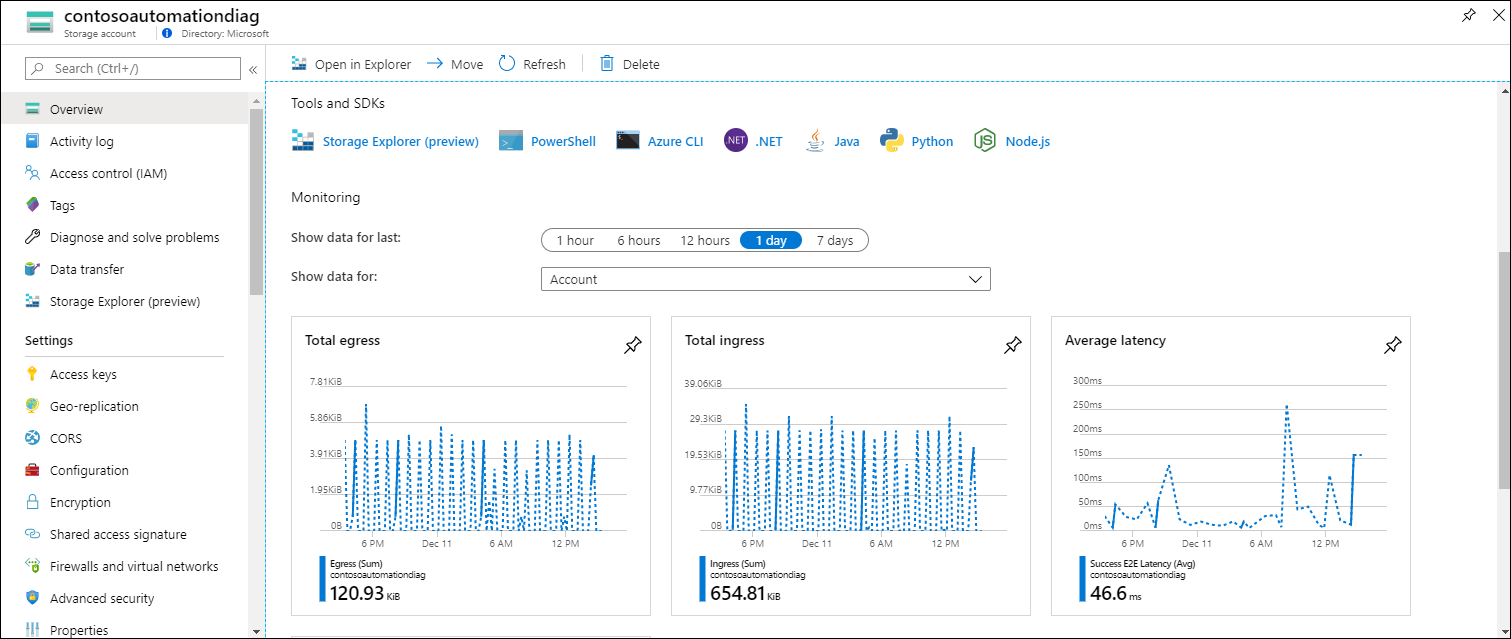 contosoautomationdiag
Storage account
Directory: Microsoft
Search (Ctrl+/)
«
Open in Explorer
Move
Refresh
Delete
Overview
Activity log
Access control (IAM)
Tags
Diagnose and solve problems
Data transfer
Storage Explorer (preview)
Settings
Access keys
Geo-replication
CORS
Configuration
Encryption
Shared access signature
Firewalls and virtual networks
Advanced security
Properties
Tools and SDKs
Storage Explorer (preview)
PowerShell
Azure CLI
NET
.NET
Java
Python
Node.js
Monitoring
Show data for last:
1 hour
6 hours
12 hours
1 day
7 days
Show data for:
Account
Total egress
7.81KiB
5.86KiB
3.91KiB
1.95KiB
0B
6 PM
Dec 11
6 AM
12 PM
Egress (Sum)
contosoautomationdiag
120.93 KiB
Total ingress
39.06KiB
29.3KiB
19.53KiB
9.77KiB
0B
6 PM
Dec 11
6 AM
12 PM
Ingress (Sum)
contosoautomationdiag
654.81 KiB
Average latency
300ms
250ms
200ms
150ms
100ms
50ms
0ms
6 PM
Dec 11
6 AM
12 PM
Success E2E Latency (Avg)
contosoautomationdiag
46.6 ms